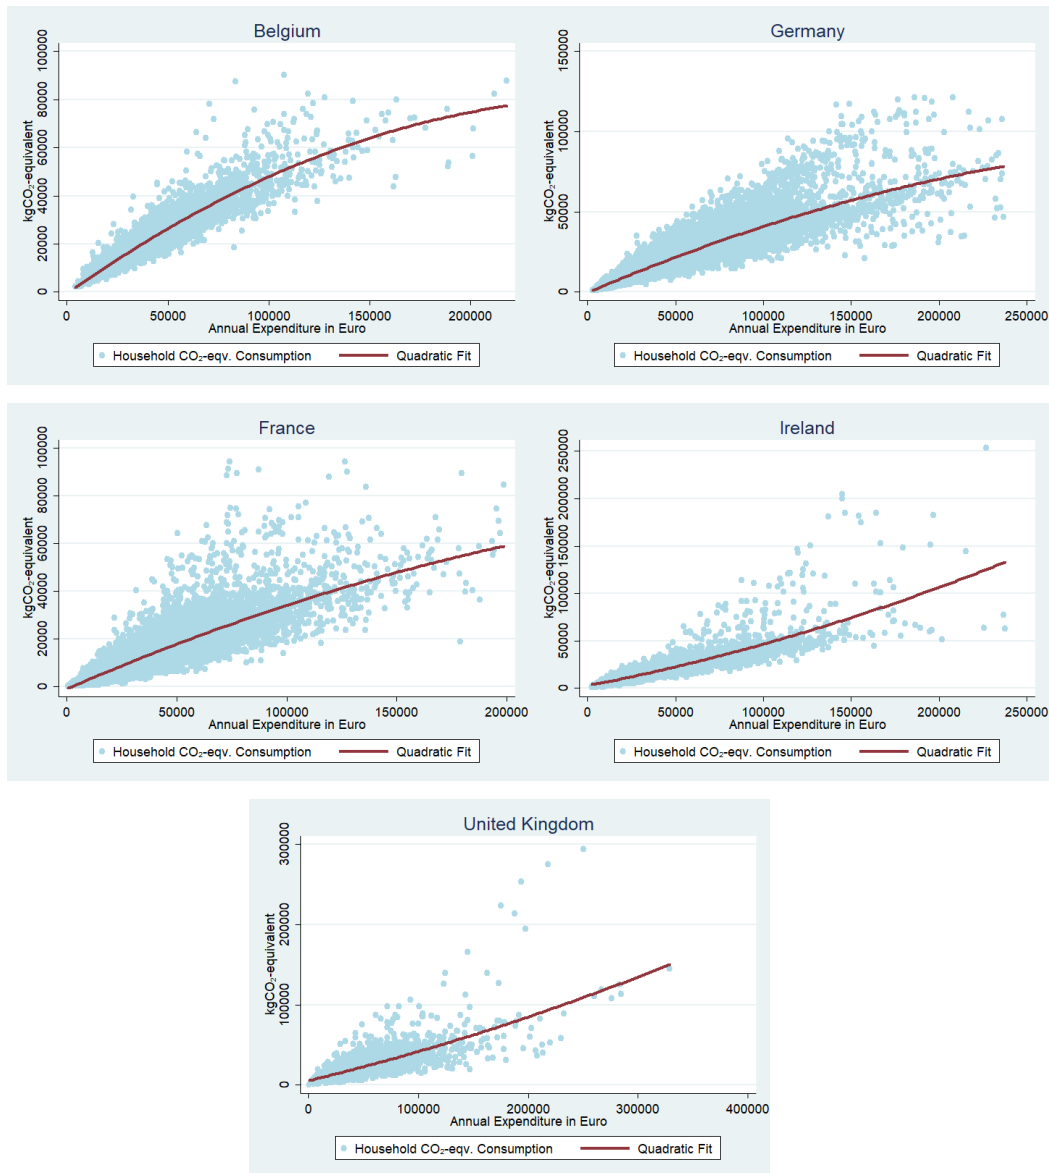 Belgium
kgCO₂-equivalent
100000
80000
60000
40000
20000
0
0 50000 100000 150000 200000
Annual Expenditure in Euro
Household CO₂-eqv. Consumption Quadratic Fit
Germany
kgCO₂-equivalent
150000
100000
50000
0
0 50000 100000 150000 200000 250000
Annual Expenditure in Euro
Household CO₂-eqv. Consumption Quadratic Fit
France
kgCO₂-equivalent
100000
80000
60000
40000
20000
0
0 50000 100000 150000 200000
Annual Expenditure in Euro
Household CO₂-eqv. Consumption Quadratic Fit
Ireland
kgCO₂-equivalent
250000
200000
150000
100000
50000
0
0 50000 100000 150000 200000 250000
Annual Expenditure in Euro
Household CO₂-eqv. Consumption Quadratic Fit
United Kingdom
kgCO₂-equivalent
300000
200000
100000
0
0 100000 200000 300000 400000
Annual Expenditure in Euro
Household CO₂-eqv. Consumption Quadratic Fit